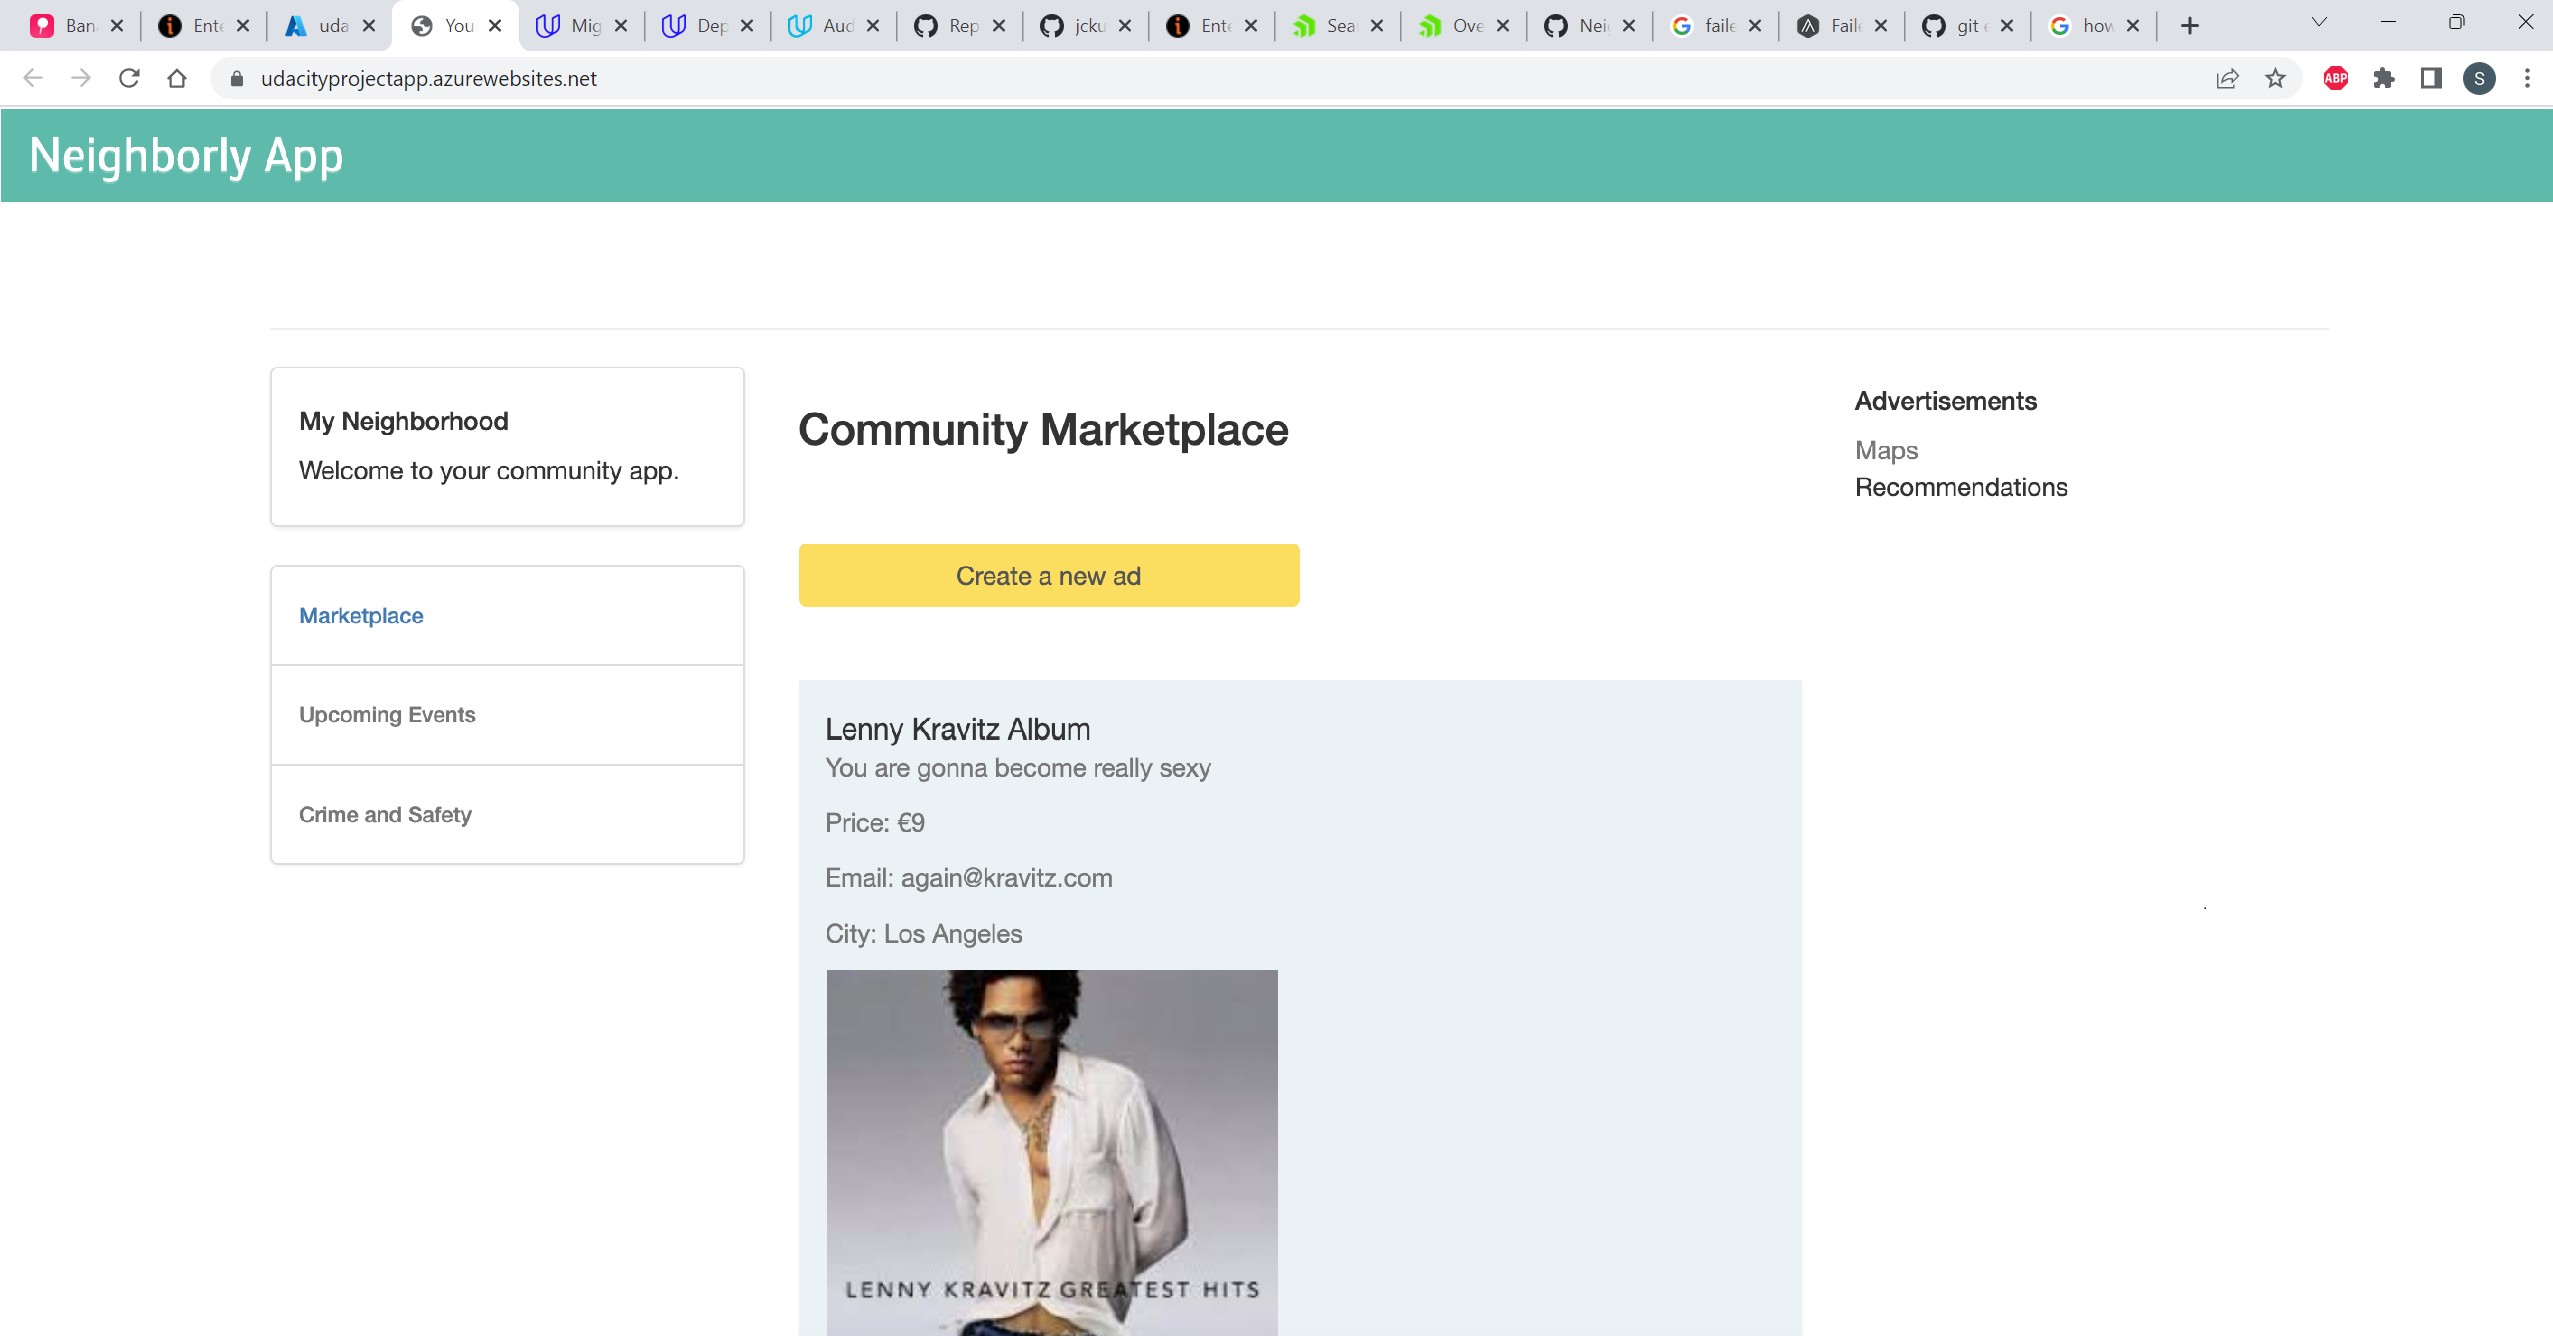 Ban
Ente
uda
You
Mig
Dep
Aud
Rep
jcku
Ente
Sea
Ove
Neig
faile
Faile
git e
how
udacityprojectapp.azurewebsites.net
ABP
S
Neighborly App
My Neighborhood
Welcome to your community app.
Marketplace
Upcoming Events
Crime and Safety
Community Marketplace
Create a new ad
Lenny Kravitz Album
You are gonna become really sexy
Price: €9
Email: again@kravitz.com
City: Los Angeles
LENNY KRAVITZ GREATEST HITS
Advertisements
Maps
Recommendations